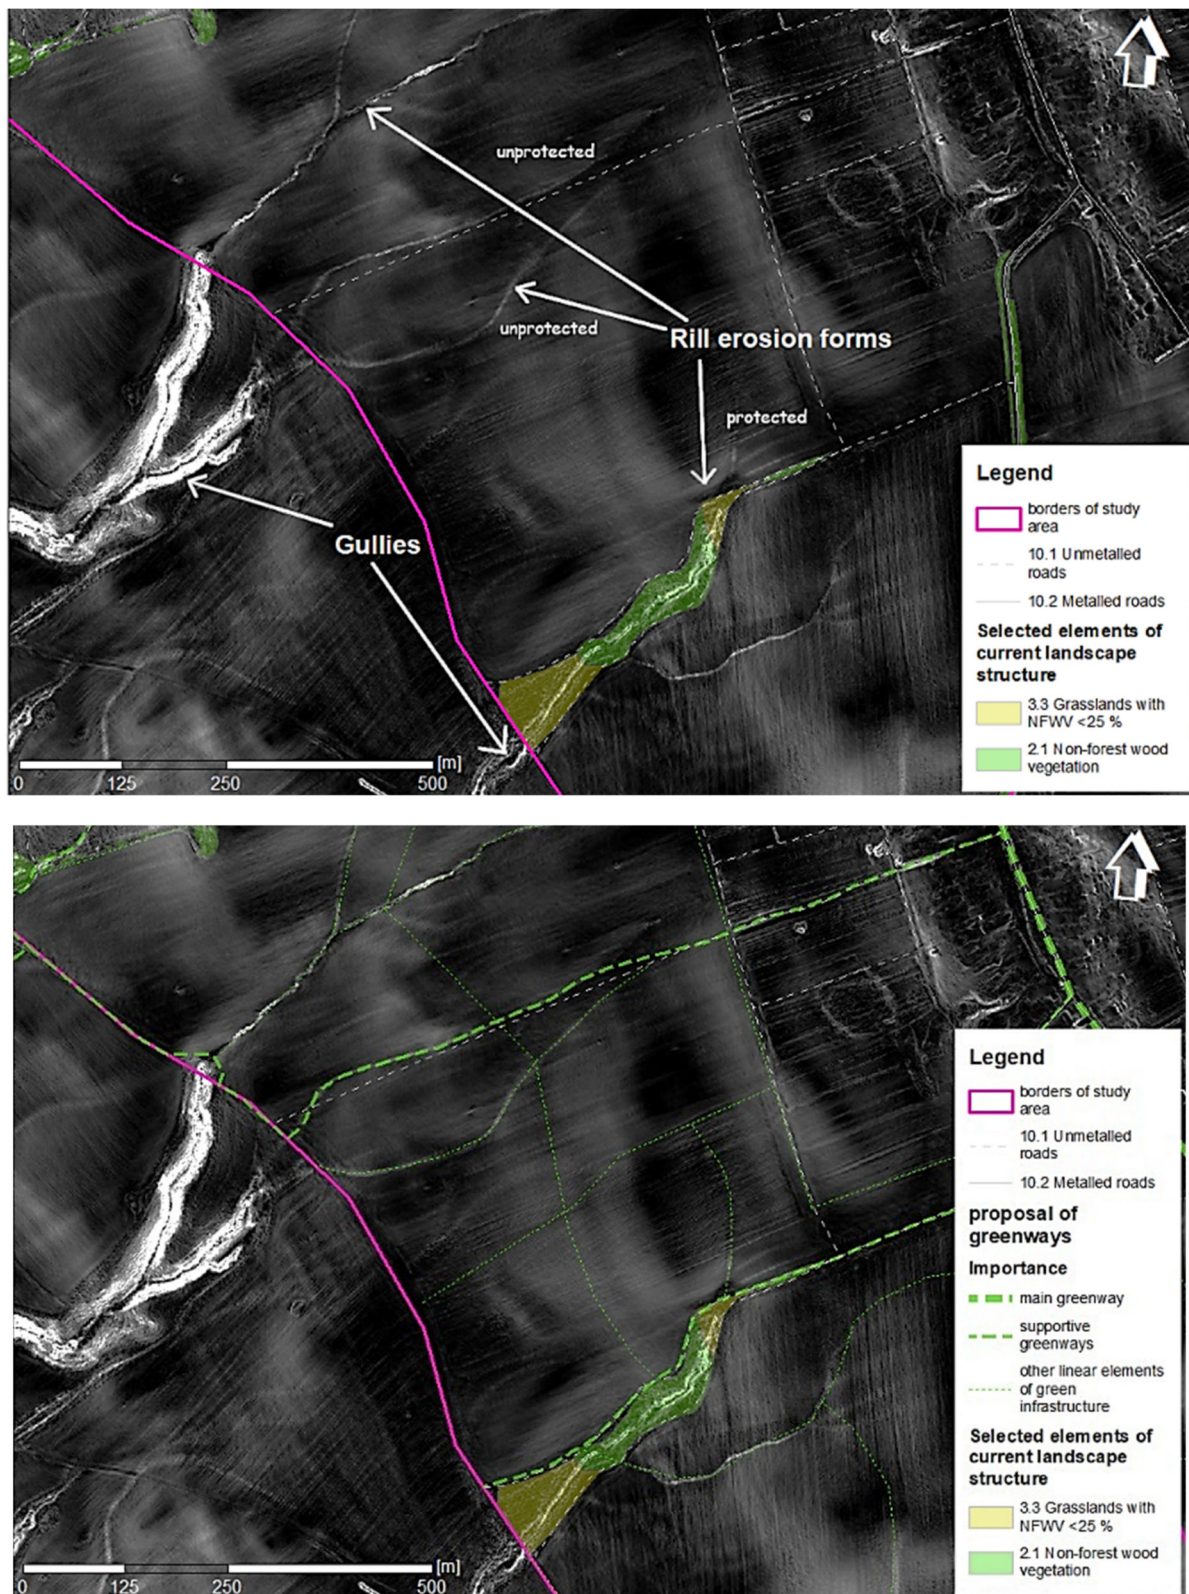 unprotected
unprotected
Rill erosion forms
protected
Gullies
Legend
borders of study
area
10.1 Unmetalled
roads
10.2 Metalled roads
Selected elements of
current landscape
structure
3.3 Grasslands with
NFWV <25 %
2.1 Non-forest wood
vegetation
0 125 250 500 [m]
Legend
borders of study
area
10.1 Unmetalled
roads
10.2 Metalled roads
proposal of
greenways
Importance
main greenway
supportive
greenways
other linear elements
of green
infrastructure
Selected elements of
current landscape
structure
3.3 Grasslands with
NFWV <25 %
2.1 Non-forest wood
vegetation
0 125 250 500 [m]